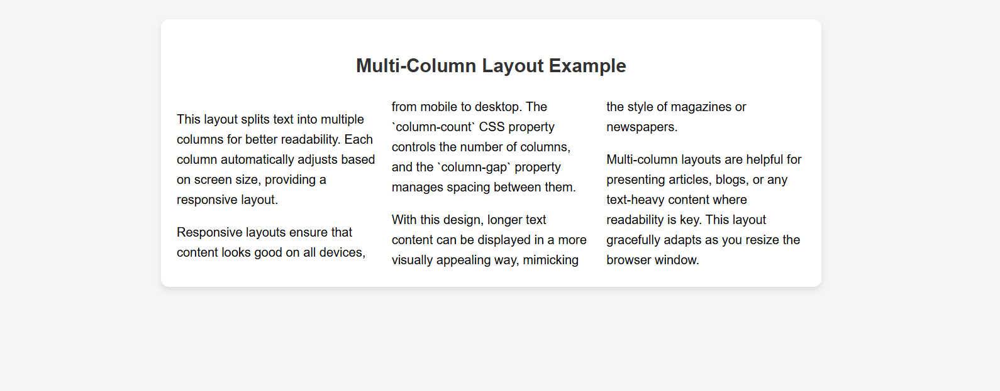 Multi-Column Layout Example
This layout splits text into multiple
columns for better readability. Each
column automatically adjusts based
on screen size, providing a
responsive layout.
Responsive layouts ensure that
content looks good on all devices,
from mobile to desktop. The
`column-count` CSS property
controls the number of columns,
and the `column-gap` property
manages spacing between them.
With this design, longer text
content can be displayed in a more
visually appealing way, mimicking
the style of magazines or
newspapers.
Multi-column layouts are helpful for
presenting articles, blogs, or any
text-heavy content where
readability is key. This layout
gracefully adapts as you resize the
browser window.